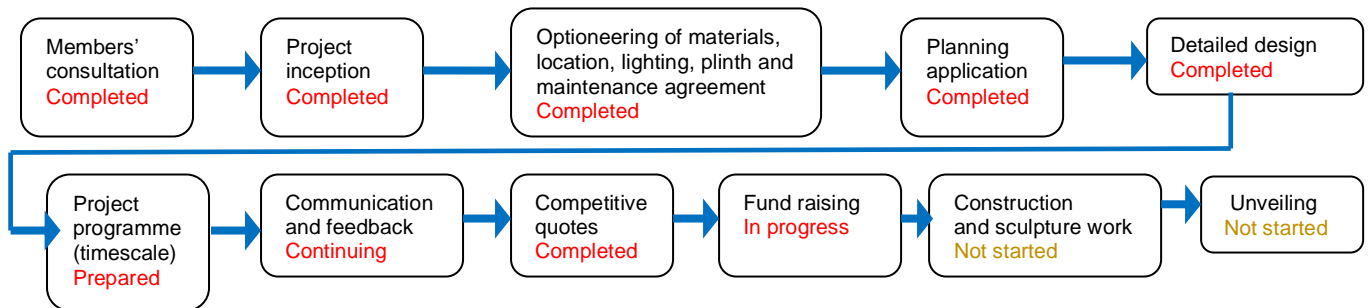 Members'
consultation
Completed
Project
inception
Completed
Optioneering of materials,
location, lighting, plinth and
maintenance agreement
Completed
Planning
application
Completed
Detailed design
Completed
Project
programme
(timescale)
Prepared
Communication
and feedback
Continuing
Competitive
quotes
Completed
Fund raising
In progress
Construction
and sculpture work
Not started
Unveiling
Not started